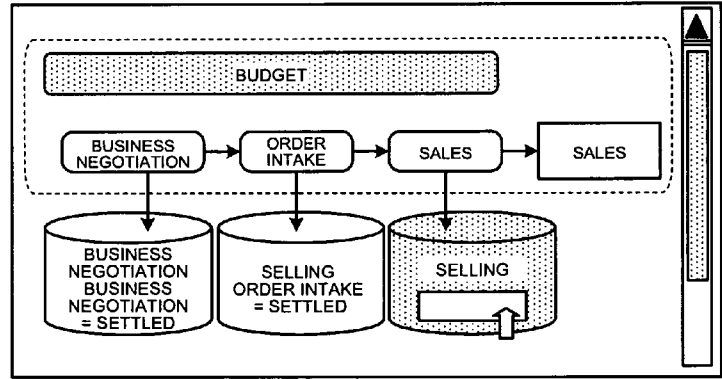 BUDGET
BUSINESS
NEGOTIATION
ORDER
INTAKE
SALES
SALES
BUSINESS
NEGOTIATION
BUSINESS
NEGOTIATION
= SETTLED
SELLING
ORDER INTAKE
= SETTLED
SELLING